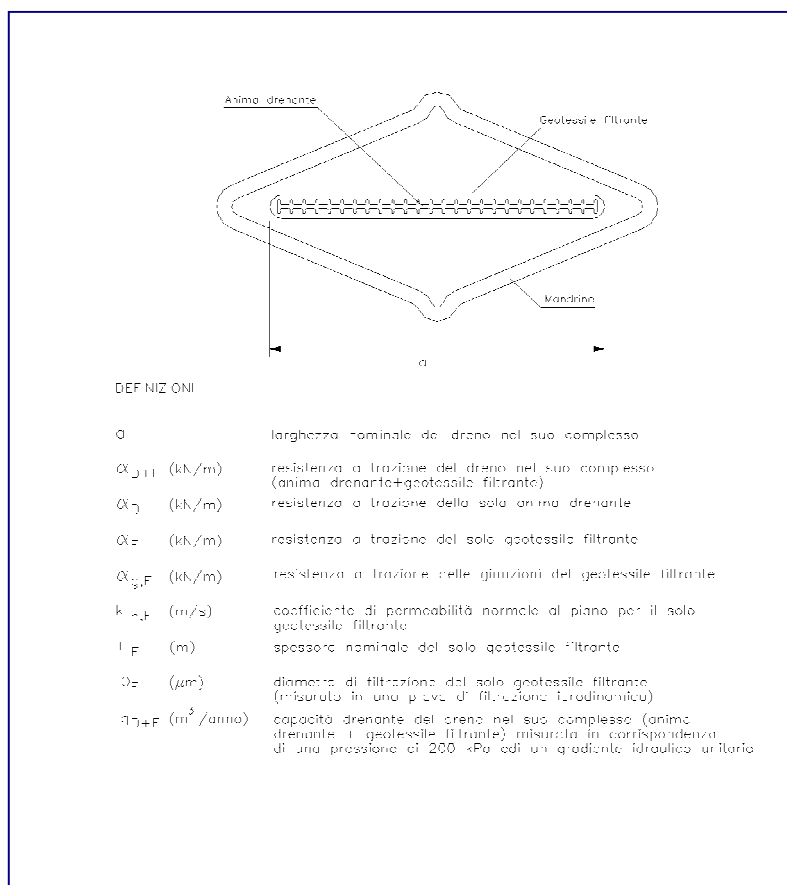 Anima drenante
Geotessile filtrante
Mandrino
a
DEFINIZIONI
a larghezza nominale del dreno nel suo complesso
α D+F (kN/m) resistenza a trazione del dreno nel suo complesso
(anima drenante+geotessile filtrante)
α D (kN/m) resistenza a trazione della sola anima drenante
α F (kN/m) resistenza a trazione del solo geotessile filtrante
α g,F (kN/m) resistenza a trazione delle giunzioni del geotessile filtrante
k n,F (m/s) coefficiente di permeabilità normale al piano per il solo
geotessile filtrante
F (m) spessore nominale del solo geotessile filtrante
F (μm) diametro di filtrazione del solo geotessile filtrante
(misurato in una prova di filtrazione idrodinamica)
q D+F (m³/anno) capacità drenante del dreno nel suo complesso (anima
drenante + geotessile filtrante) misurata in corrispondenza
di una pressione di 200 kPa edi un gradiente idraulico unitario